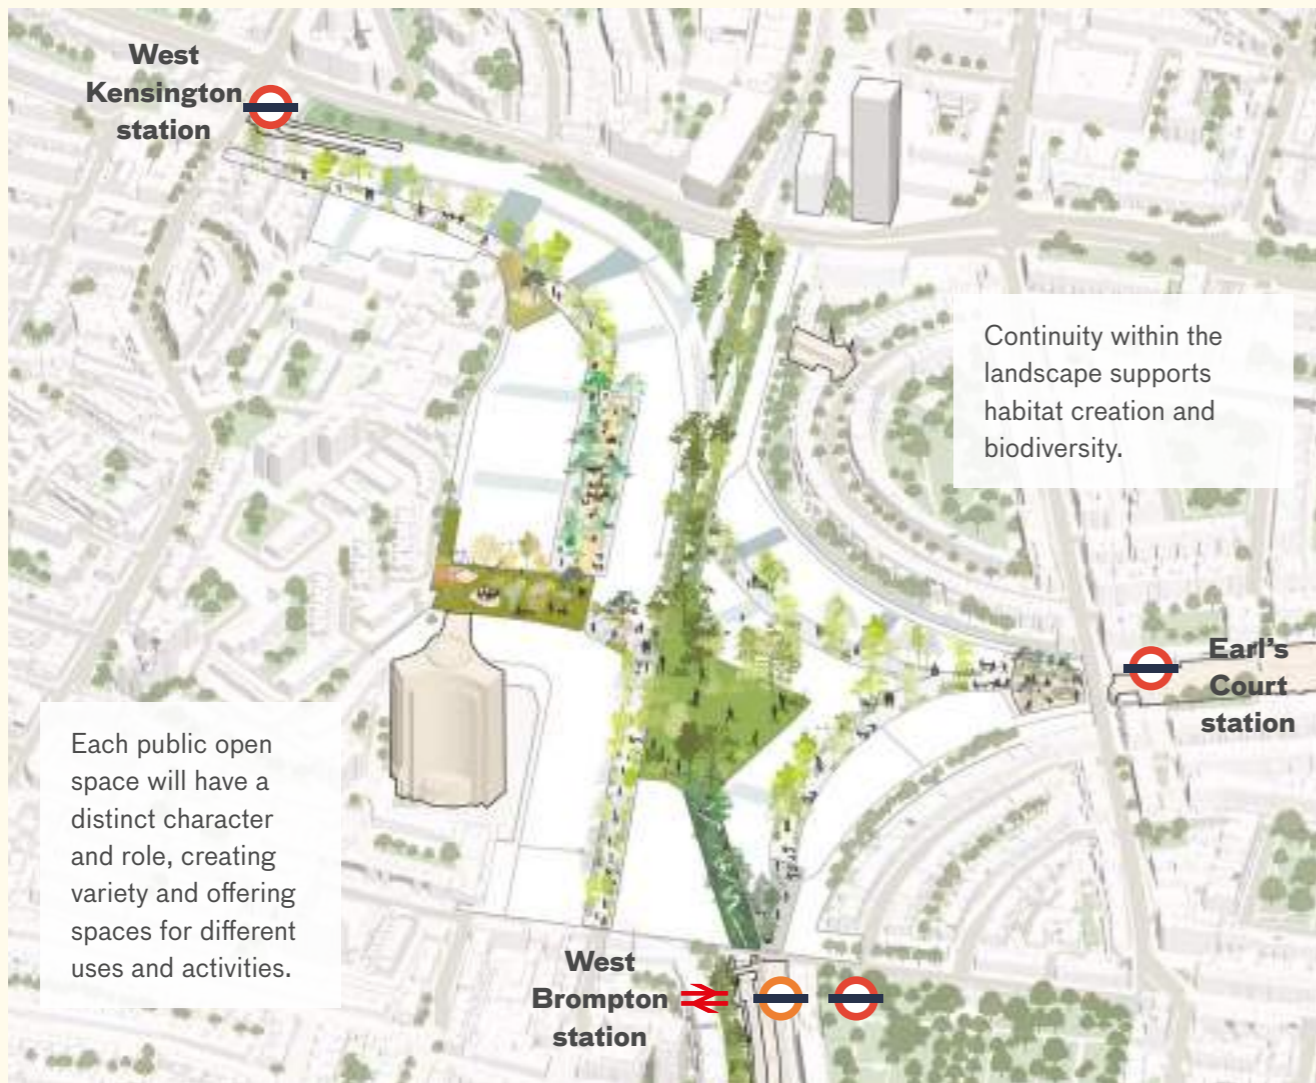 West
Kensington
station
Continuity within the
landscape supports
habitat creation and
biodiversity.
Earl’s
Court
station
Each public open
space will have a
distinct character
and role, creating
variety and offering
spaces for different
uses and activities.
West
Brompton
station